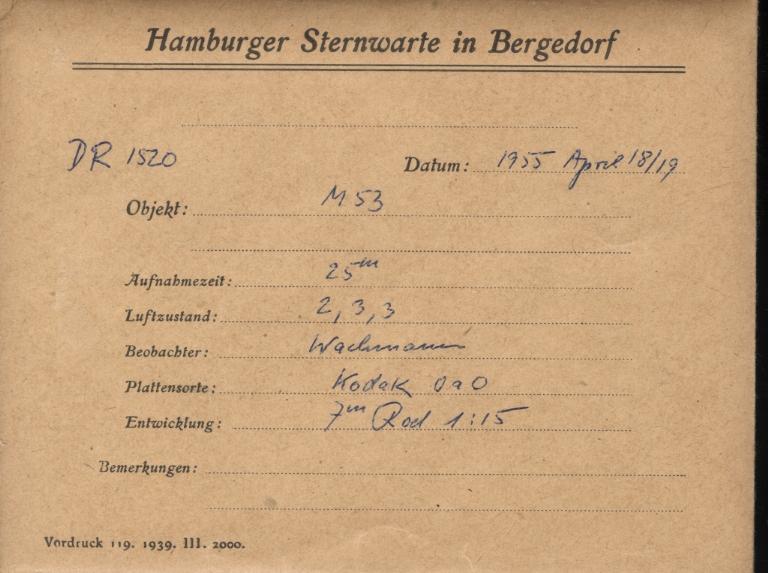 Hamburger Sternwarte in Bergedorf
DR 1520 Datum: 1955 April 18/19
Objekt: M 53
Aufnahmezeit: 25m
Luftzustand: 2, 3, 3
Beobachter: Wachmann
Plattensorte: Kodak 0a0
Entwicklung: 7m Rod 1:15
Bemerkungen:
Vordruck 119. 1939. III. 2000.